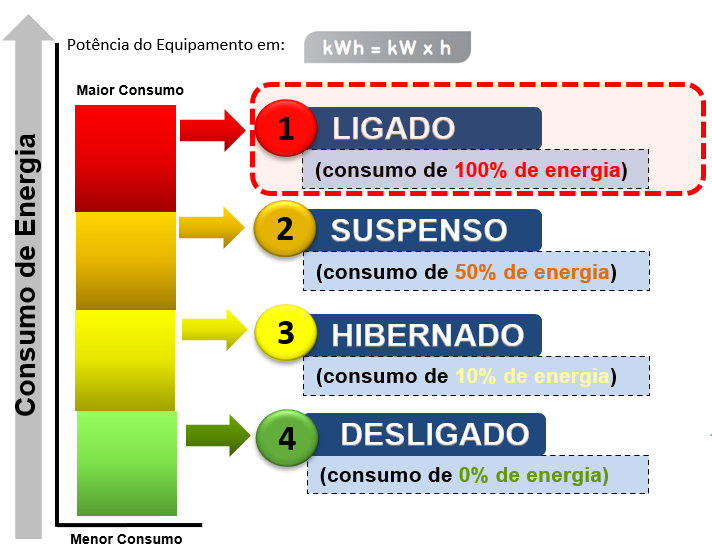 Potência do Equipamento em:
kWh = kW x h
Consumo de Energia
Maior Consumo
1
LIGADO
(consumo de 100% de energia)
2
SUSPENSO
(consumo de 50% de energia)
3
HIBERNADO
(consumo de 10% de energia)
4
DESLIGADO
(consumo de 0% de energia)
Menor Consumo